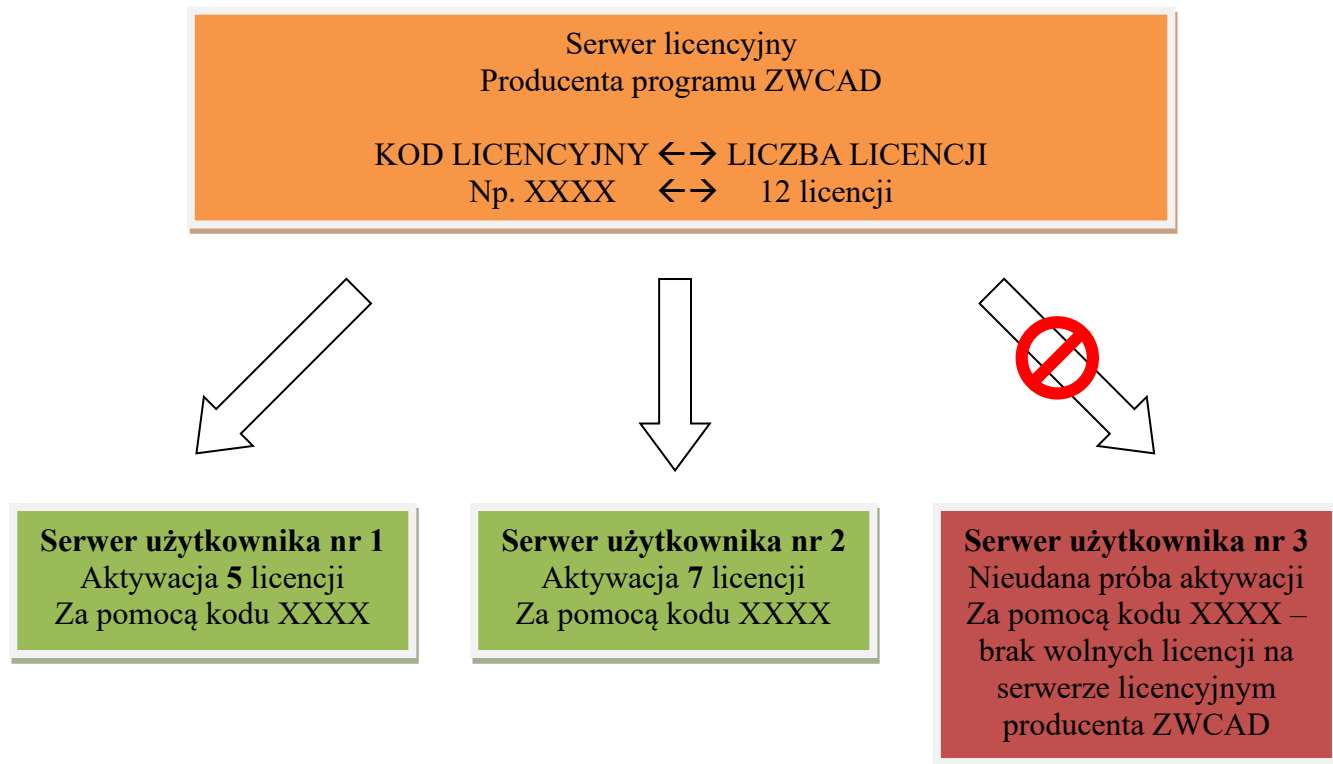 Serwer licencyjny
Producenta programu ZWCAD
KOD LICENCYJNY ←→ LICZBA LICENCJI
Np. XXXX ←→ 12 licencji
Serwer użytkownika nr 1
Aktywacja 5 licencji
Za pomocą kodu XXXX
Serwer użytkownika nr 2
Aktywacja 7 licencji
Za pomocą kodu XXXX
Serwer użytkownika nr 3
Nieudana próba aktywacji
Za pomocą kodu XXXX –
brak wolnych licencji na
serwerze licencyjnym
producenta ZWCAD